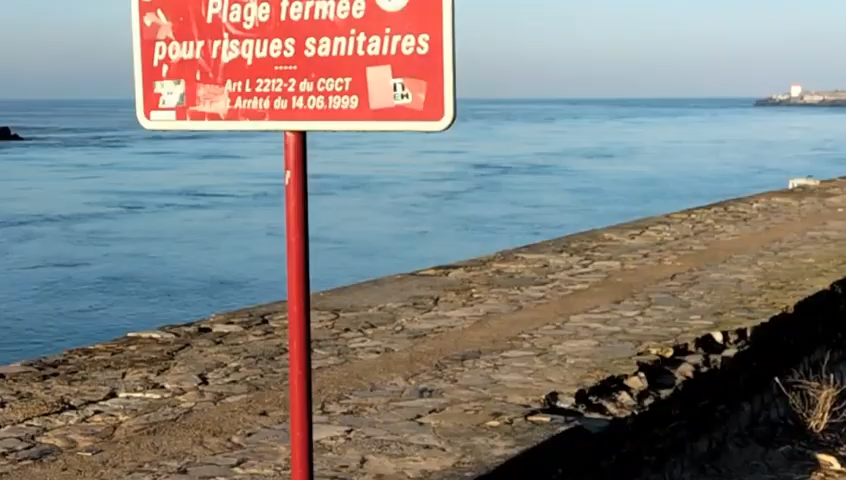 Plage fermée
pour risques sanitaires
Art L 2212-2 du CGCT
Arrêté du 14.06.1999